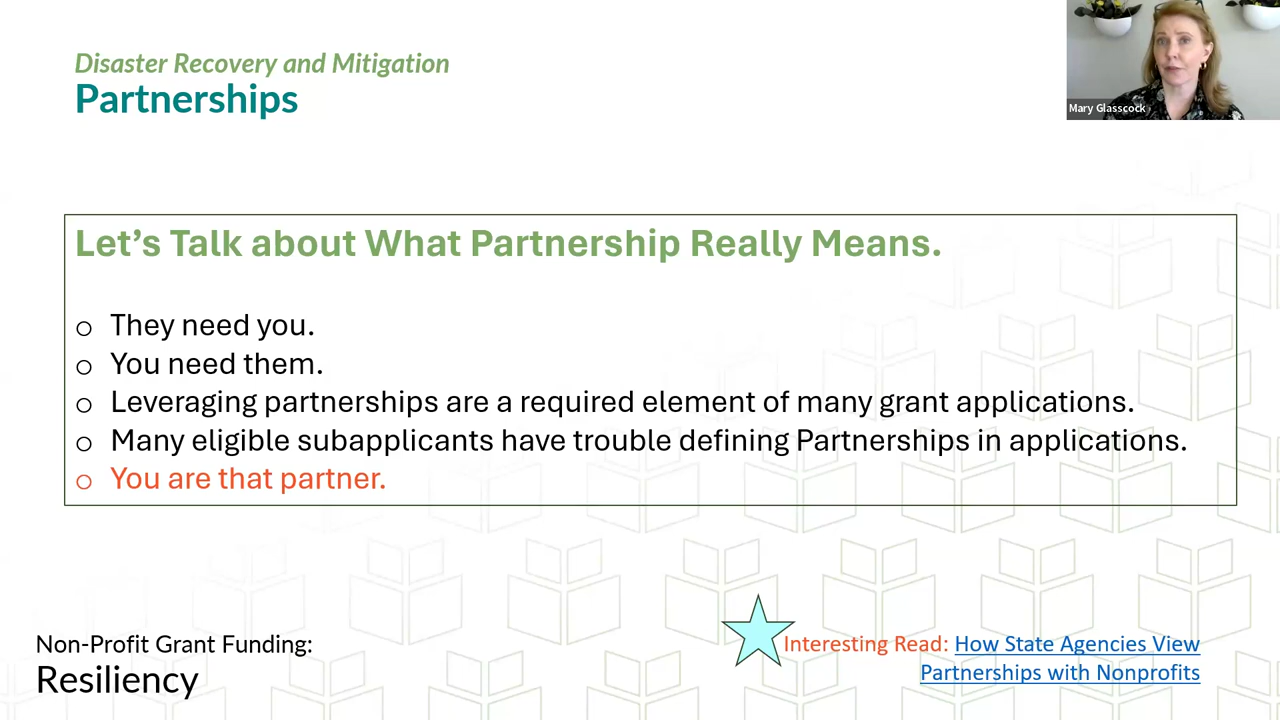 Disaster Recovery and Mitigation
Partnerships
Mary Glasscock
Let's Talk about What Partnership Really Means.
o They need you.
o You need them.
o Leveraging partnerships are a required element of many grant applications.
o Many eligible subapplicants have trouble defining Partnerships in applications.
o You are that partner.
Non-Profit Grant Funding:
Resiliency
Interesting Read: How State Agencies View
Partnerships with Nonprofits